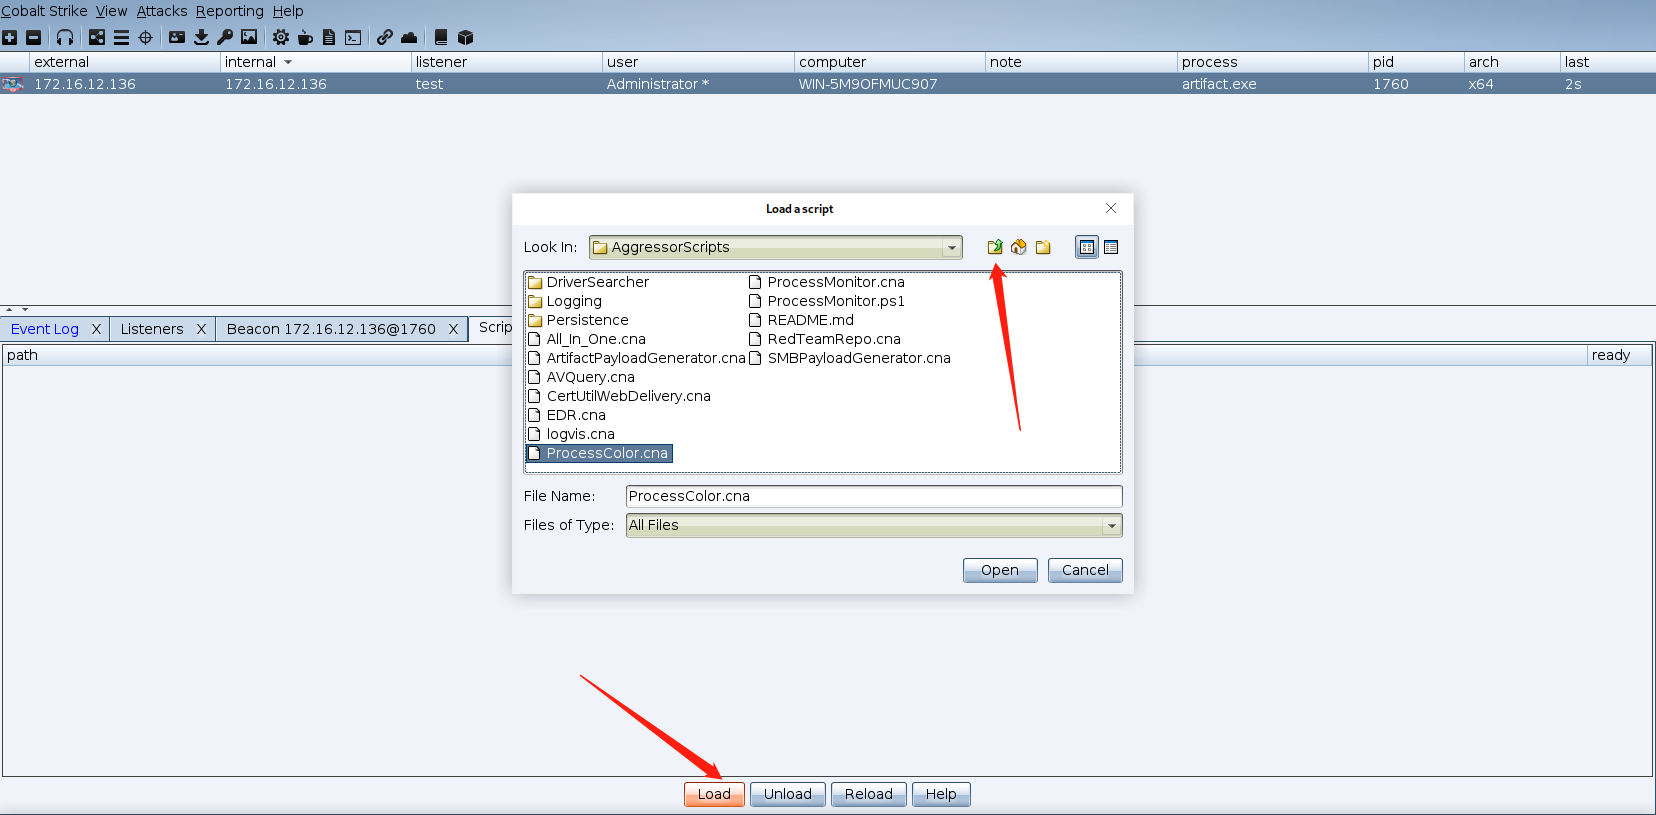 Cobalt Strike View Attacks Reporting Help
external internal listener user computer note process pid arch last
172.16.12.136 172.16.12.136 test Administrator * WIN-5M9OFMUC907 artifact.exe 1760 x64 2s
Load a script
Look In: AggressorScripts
DriverSearcher ProcessMonitor.cna
Logging ProcessMonitor.ps1
Persistence README.md
All_In_One.cna RedTeamRepo.cna
ArtifactPayloadGenerator.cna SMBPayloadGenerator.cna
AVQuery.cna
CertUtilWebDelivery.cna
EDR.cna
logvis.cna
ProcessColor.cna
File Name: ProcessColor.cna
Files of Type: All Files
Open Cancel
Event Log X Listeners X Beacon 172.16.12.136@1760 X Scrip
path ready
Load Unload Reload Help